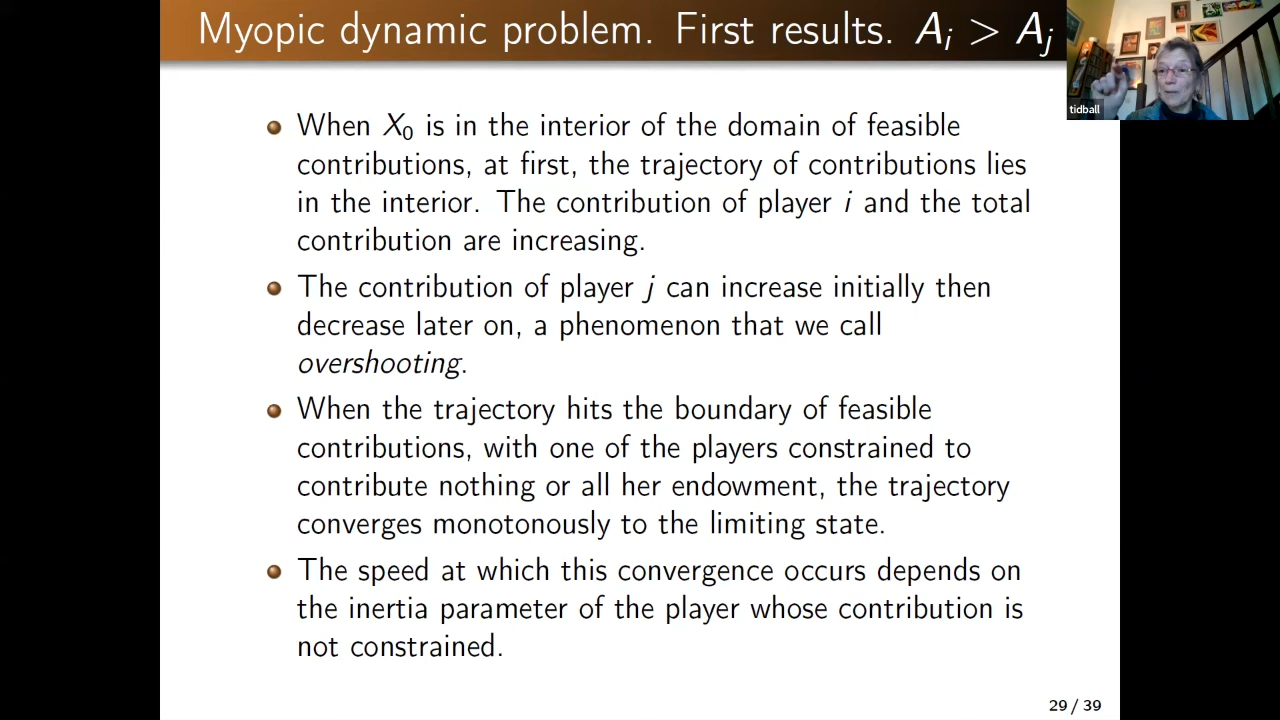 Myopic dynamic problem. First results. A_i > A_j
tidball
When X_0 is in the interior of the domain of feasible
contributions, at first, the trajectory of contributions lies
in the interior. The contribution of player i and the total
contribution are increasing.
The contribution of player j can increase initially then
decrease later on, a phenomenon that we call
overshooting.
When the trajectory hits the boundary of feasible
contributions, with one of the players constrained to
contribute nothing or all her endowment, the trajectory
converges monotonously to the limiting state.
The speed at which this convergence occurs depends on
the inertia parameter of the player whose contribution is
not constrained.
29 / 39